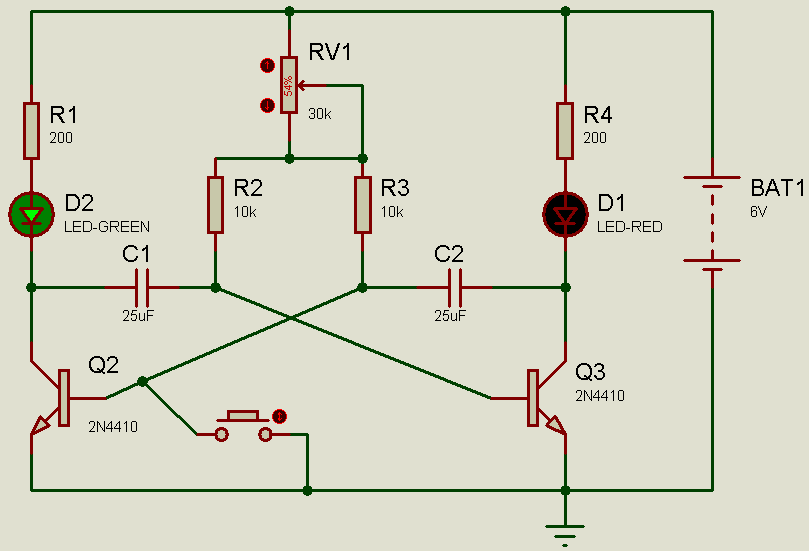 RV1
54%
30k
R1
200
R4
200
R2
10k
R3
10k
D2
LED-GREEN
D1
LED-RED
BAT1
6V
C1
25uF
C2
25uF
Q2
2N4410
Q3
2N4410